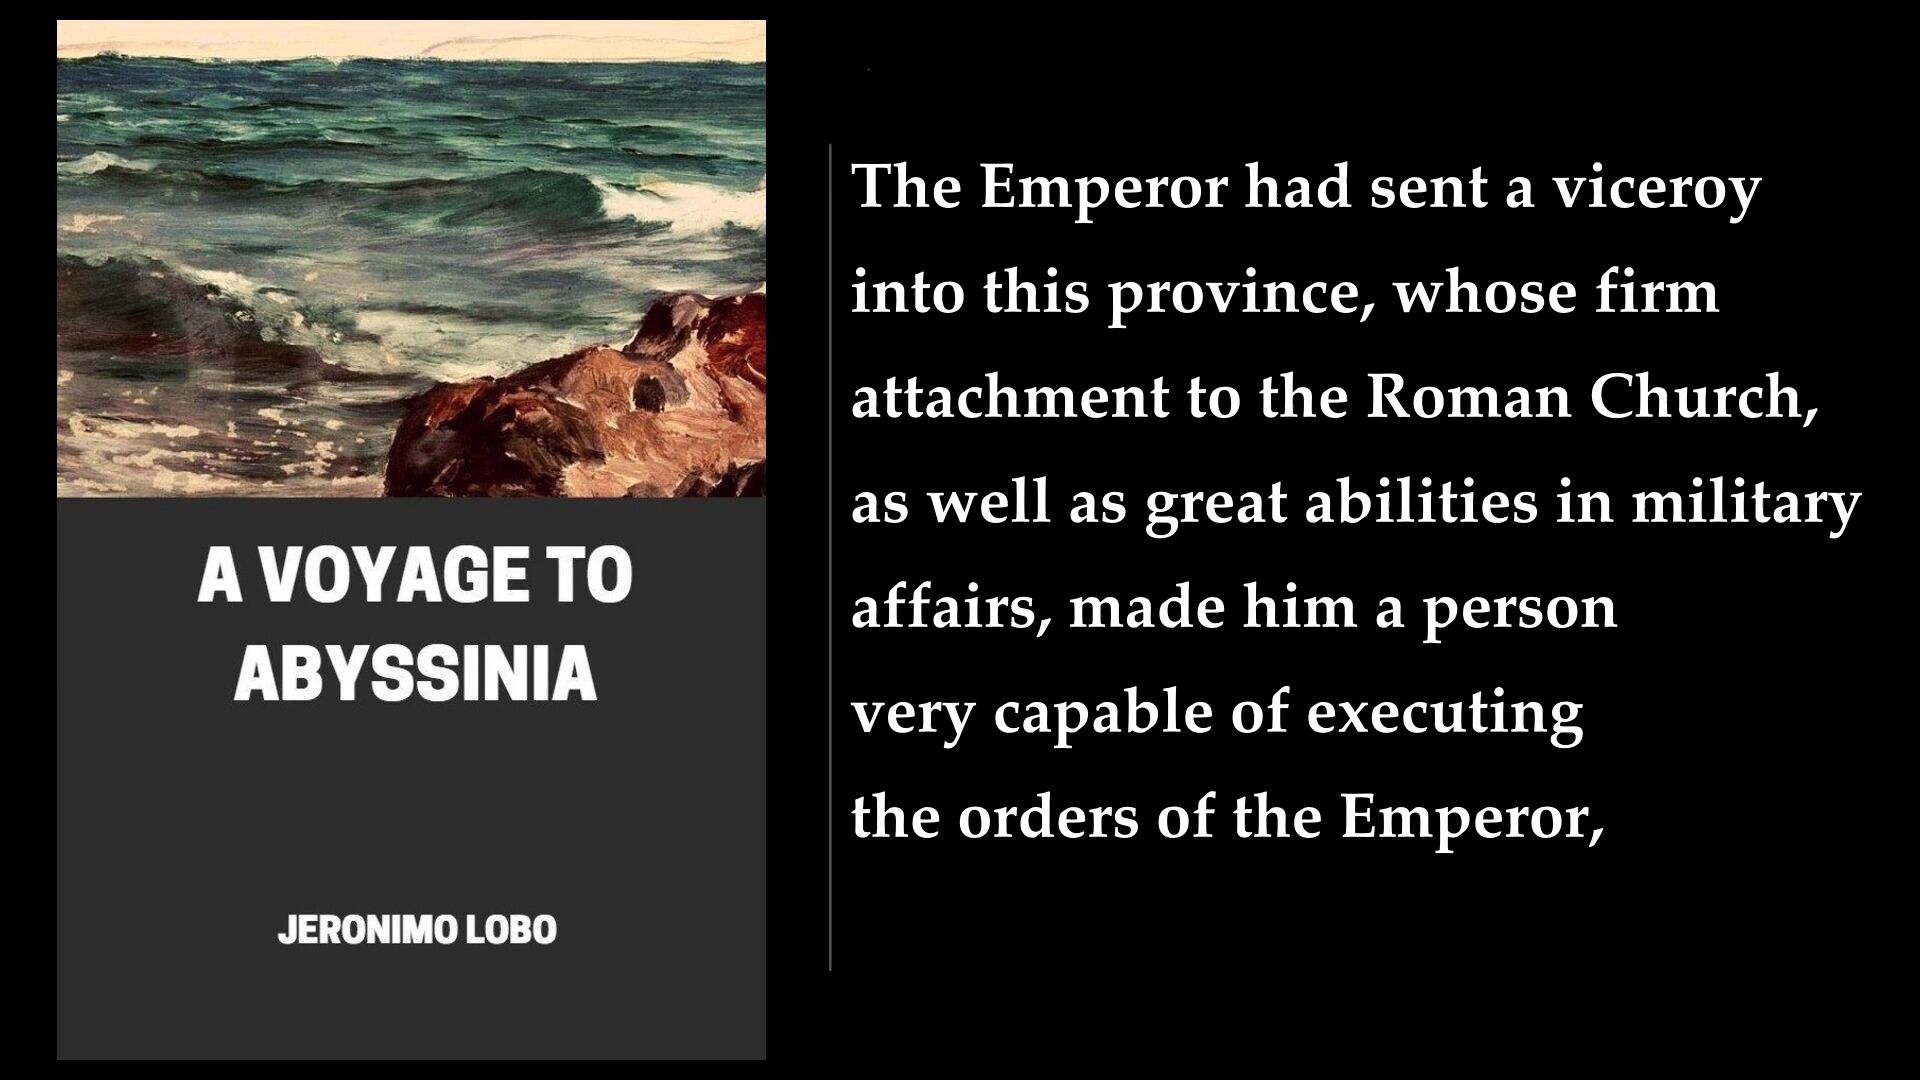 A VOYAGE TO
ABYSSINIA
JERONIMO LOBO
The Emperor had sent a viceroy
into this province, whose firm
attachment to the Roman Church,
as well as great abilities in military
affairs, made him a person
very capable of executing
the orders of the Emperor,